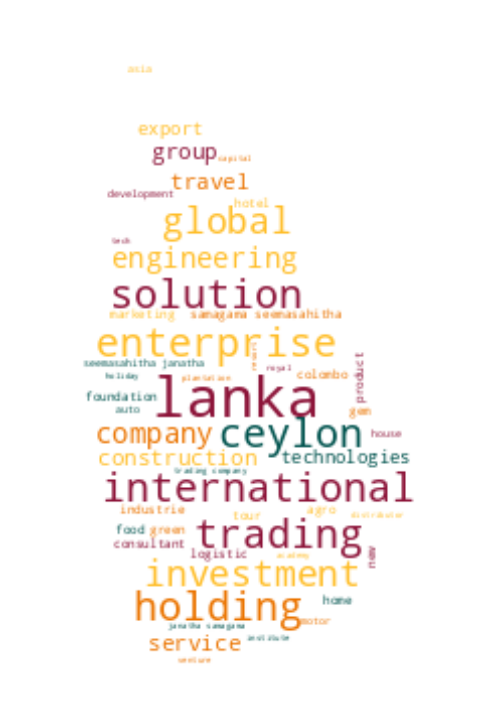 asia
export
group capital
travel
development
hotel
global
tech
engineering
solution
marketing samagama seemasahitha
enterprise
resort
seemasahitha janatha
royal
holiday
plantation
colombo
product
foundation
lanka
auto
gem
company ceylon house
construction technologies
trading company
international
industrie
agro
tour
distributor
food green
trading
consultant
logistic
academy
new
investment
holding
home
janatha samagama
motor
service institute
venture